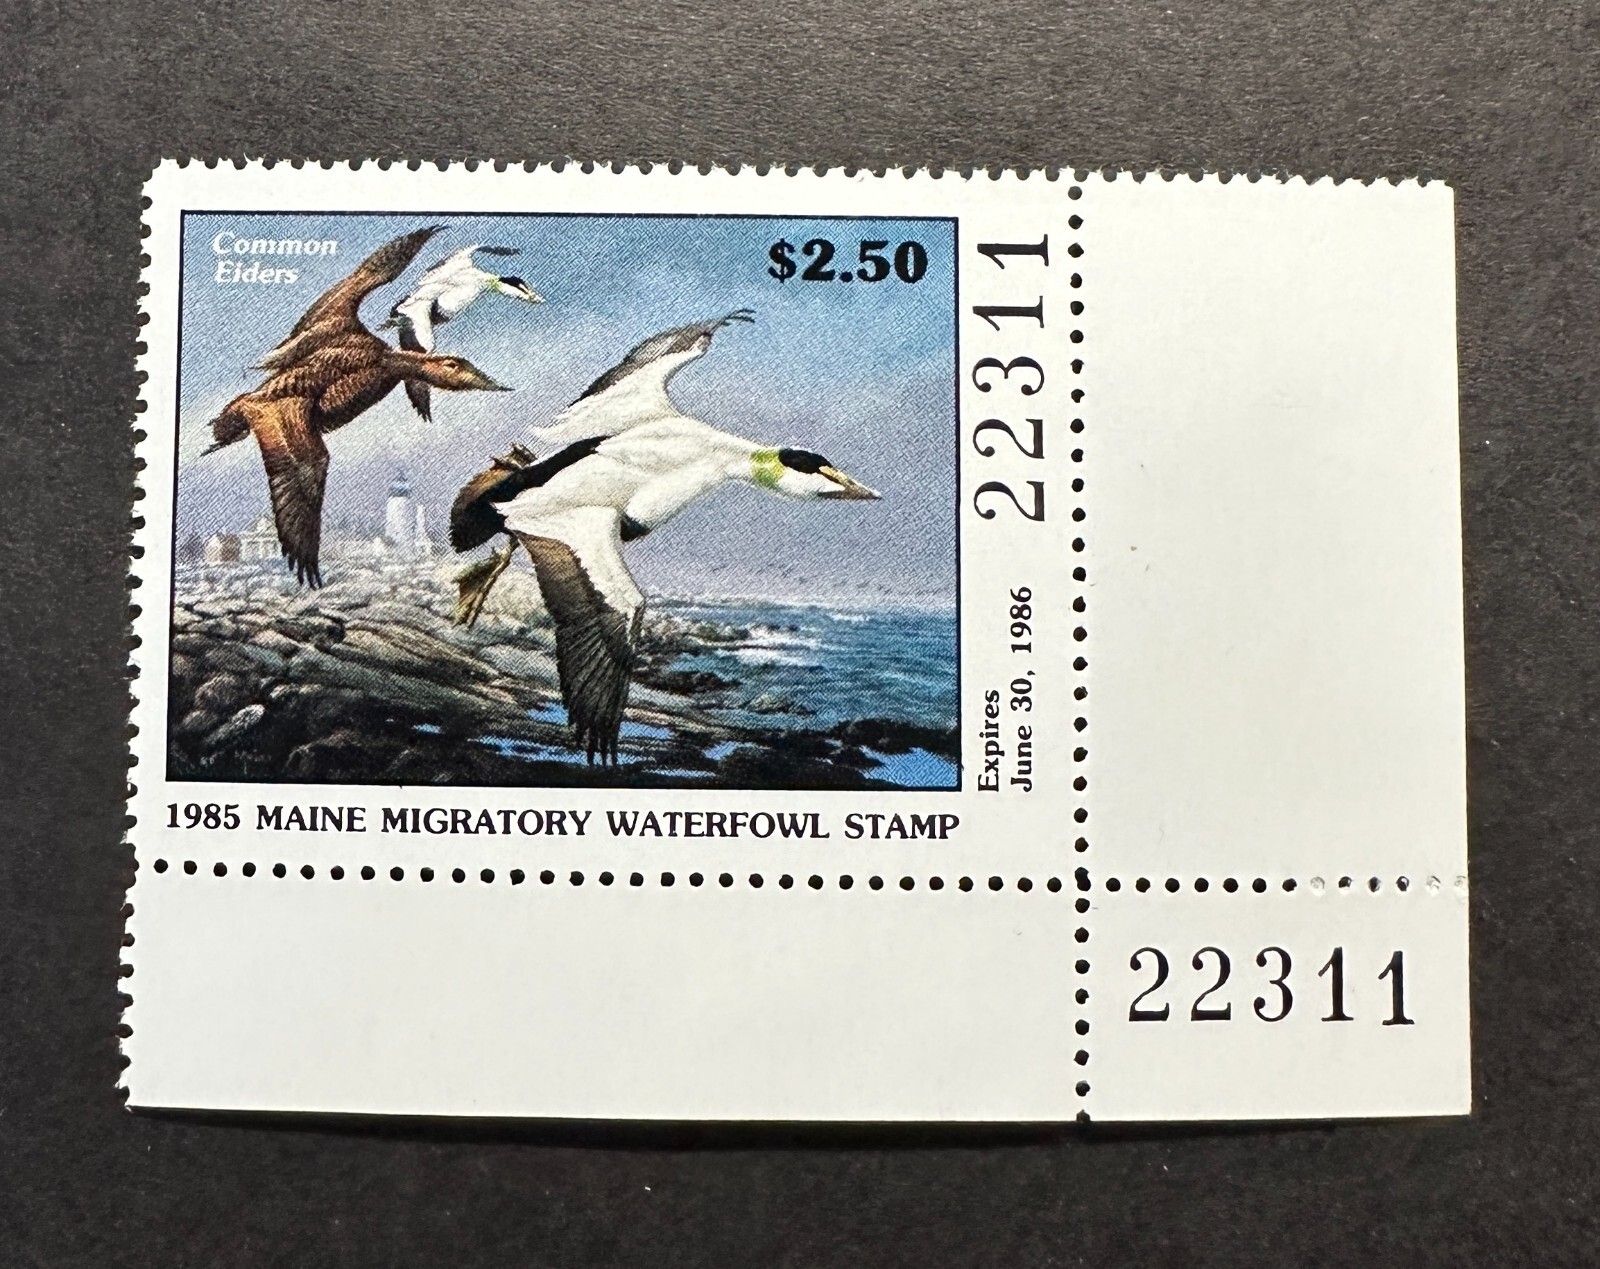 Common
Eiders
$2.50
22311
Expires
June 30, 1986
1985 MAINE MIGRATORY WATERFOWL STAMP
22311